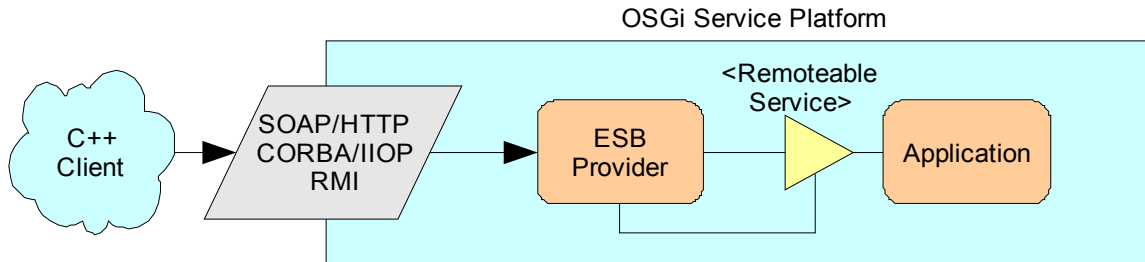 OSGi Service Platform
<Remoteable
Service>
C++
Client
SOAP/HTTP
CORBA/IIOP
RMI
ESB
Provider
Application